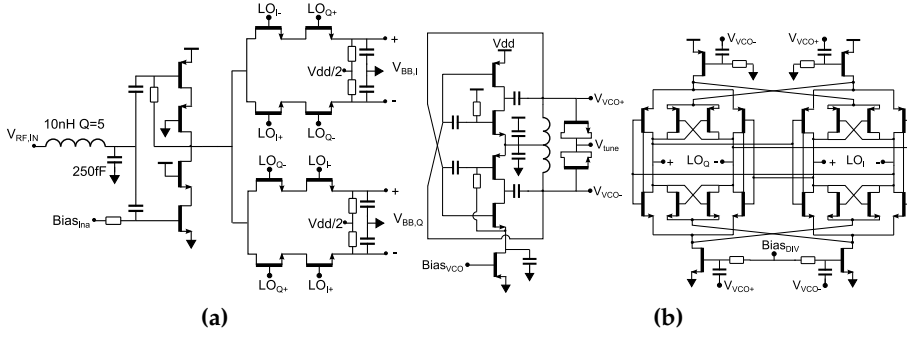 LO_I-
LO_Q+
+
Vdd/2
V_BB,I
-
LO_I+
LO_Q-
10nH Q=5
V_RF,IN
250fF
Bias_lna
LO_Q-
LO_I-
+
Vdd/2
V_BB,Q
-
LO_Q+
LO_I+
(a)
Vdd
V_VCO+
V_tune
V_VCO-
Bias_VCO
V_VCO-
V_VCO+
+ LO_Q -
+ LO_I -
Bias_DIV
V_VCO+
V_VCO-
(b)